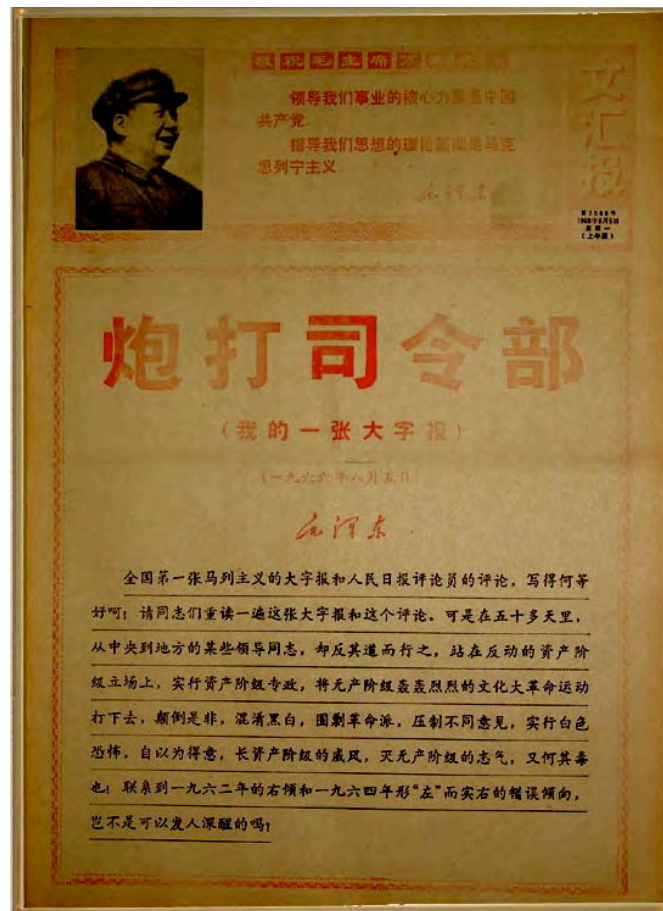 敬祝毛主席万寿无疆
领导我们事业的核心力量是中国
共产党
指导我们思想的理论基础是马克
思列宁主义
毛泽东
文汇报
星期一
(上午版)
炮打司令部
(我的一张大字报)
(一九六六年八月五日)
毛泽东
全国第一张马列主义的大字报和人民日报评论员的评论,写得何等
好呵!请同志们重读一遍这张大字报和这个评论。可是在五十多天里,
从中央到地方的某些领导同志,却反其道而行之,站在反动的资产阶
级立场上,实行资产阶级专政,将无产阶级轰轰烈烈的文化大革命运动
打下去,颠倒是非,混淆黑白,围剿革命派,压制不同意见,实行白色
恐怖,自以为得意,长资产阶级的威风,灭无产阶级的志气,又何其毒
也!联系到一九六二年的右倾和一九六四年形“左”而实右的错误倾向,
岂不是可以发人深醒的吗?